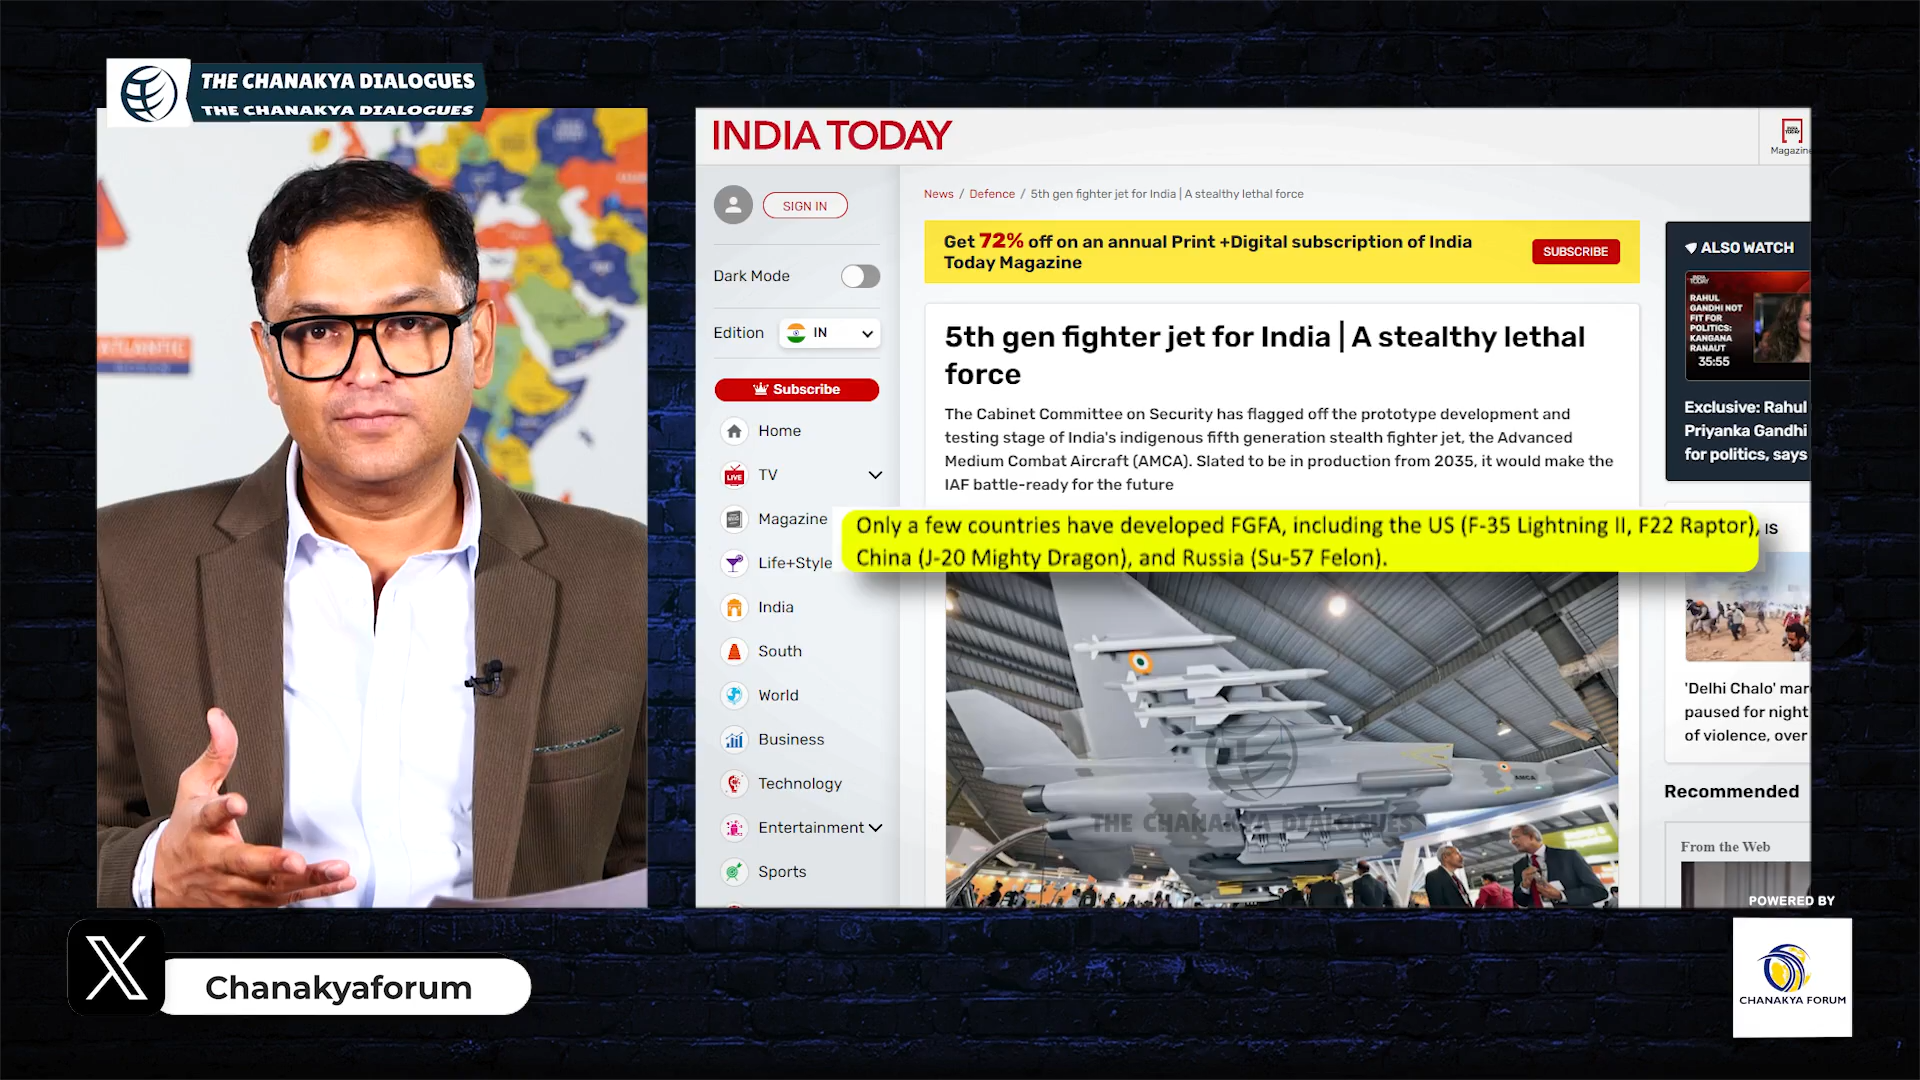 THE CHANAKYA DIALOGUES
THE CHANAKYA DIALOGUES
INDIA TODAY
Magazin
SIGN IN
Dark Mode
Edition
IN
Subscribe
Home
LIVE
TV
Magazine
Life+Style
India
South
World
Business
Technology
Entertainment
Sports
News / Defence / 5th gen fighter jet for India | A stealthy lethal force
Get 72% off on an annual Print +Digital subscription of India
Today Magazine
SUBSCRIBE
5th gen fighter jet for India | A stealthy lethal
force
The Cabinet Committee on Security has flagged off the prototype development and
testing stage of India's indigenous fifth generation stealth fighter jet, the Advanced
Medium Combat Aircraft (AMCA). Slated to be in production from 2035, it would make the
IAF battle-ready for the future
Only a few countries have developed FGFA, including the US (F-35 Lightning II, F22 Raptor),
China (J-20 Mighty Dragon), and Russia (Su-57 Felon).
AMCA
THE CHANAKYA DIALOGUES
ALSO WATCH
INDIA
TODAY
RAHUL
GANDHI NOT
FIT FOR
POLITICS:
KANGANA
RANAUT
35:55
Exclusive: Rahul
Priyanka Gandhi
for politics, says
IS
'Delhi Chalo' mar
paused for night
of violence, over
Recommended
From the Web
POWERED BY
CHANAKYA FORUM
X
Chanakyaforum